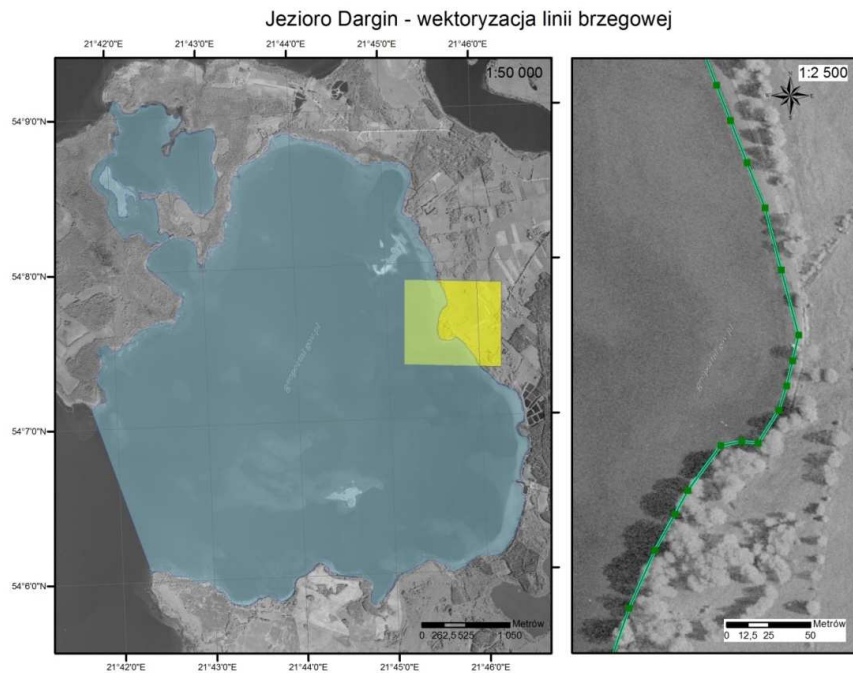 Jezioro Dargin - wektoryzacja linii brzegowej
21°42'0"E 21°43'0"E 21°44'0"E 21°45'0"E 21°46'0"E
1:50 000
1:2 500
54°9'0"N
54°8'0"N
54°7'0"N
54°6'0"N
Metrów
0 262,5 525 1 050
Metrów
0 12,5 25 50
21°42'0"E 21°43'0"E 21°44'0"E 21°45'0"E 21°46'0"E